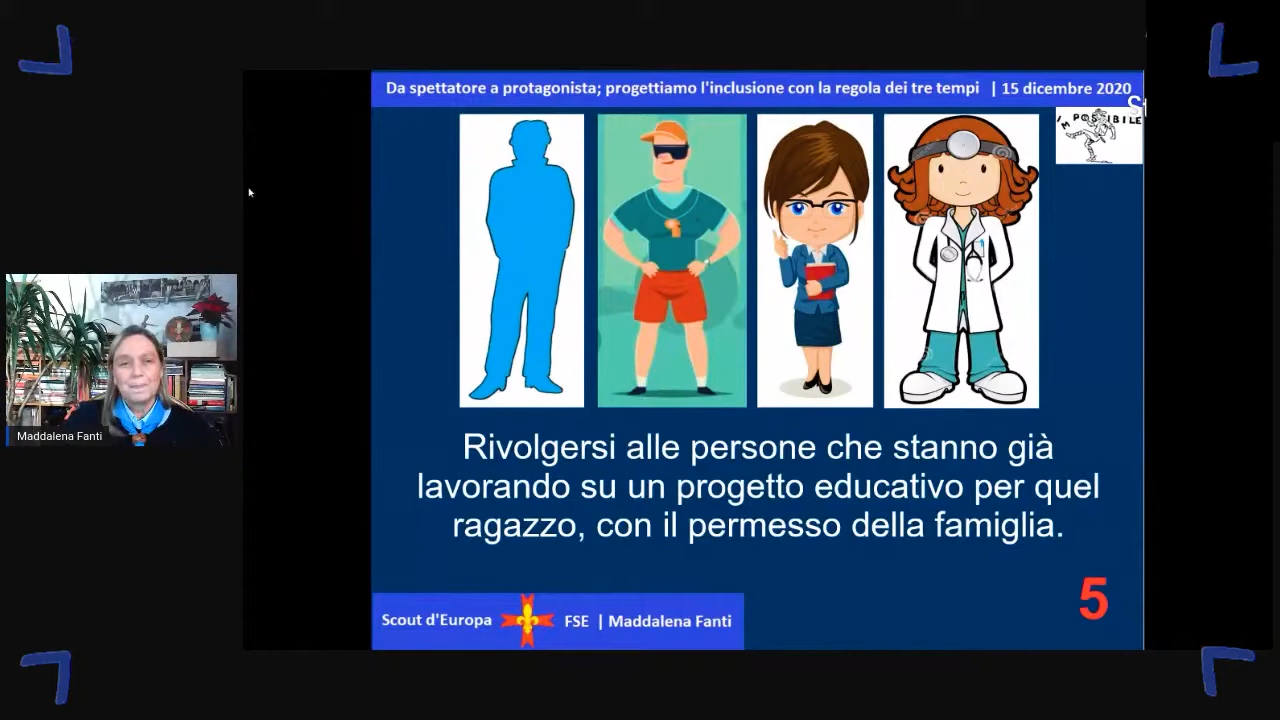 Da spettatore a protagonista; progettiamo l'inclusione con la regola dei tre tempi | 15 dicembre 2020
St
IMPOSSIBILE
Maddalena Fanti
Rivolgersi alle persone che stanno già
lavorando su un progetto educativo per quel
ragazzo, con il permesso della famiglia.
5
Scout d'Europa FSE | Maddalena Fanti